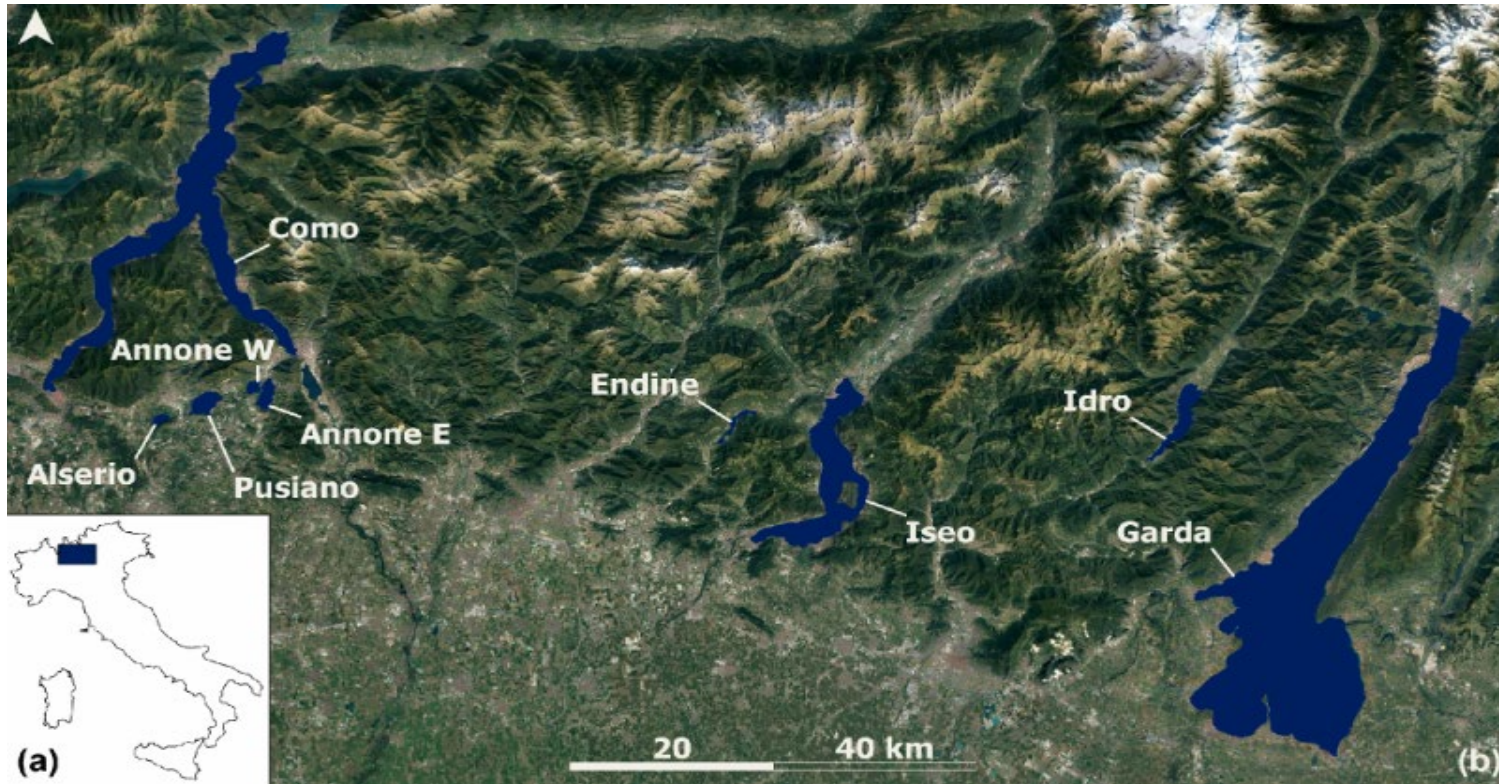 Como
Annone W
Endine
Idro
Annone E
Alserio
Pusiano
Iseo
Garda
20
40 km
(a)
(b)